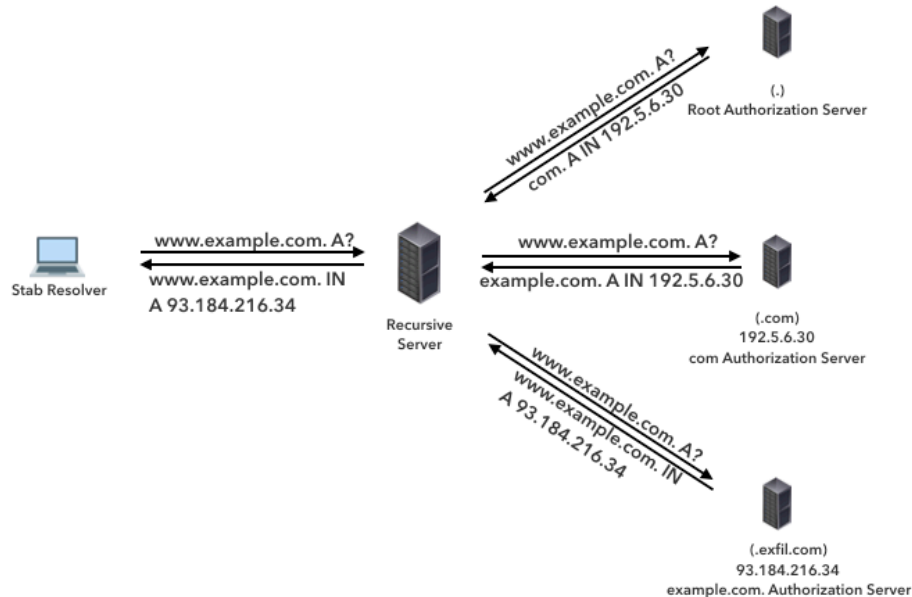 www.example.com. A?
com. A IN 192.5.6.30
(.)
Root Authorization Server
www.example.com. A?
www.example.com. IN
A 93.184.216.34
Stab Resolver
Recursive
Server
www.example.com. A?
example.com. A IN 192.5.6.30
(.com)
192.5.6.30
com Authorization Server
www.example.com. A?
www.example.com. IN
A 93.184.216.34
(.exfil.com)
93.184.216.34
example.com. Authorization Server